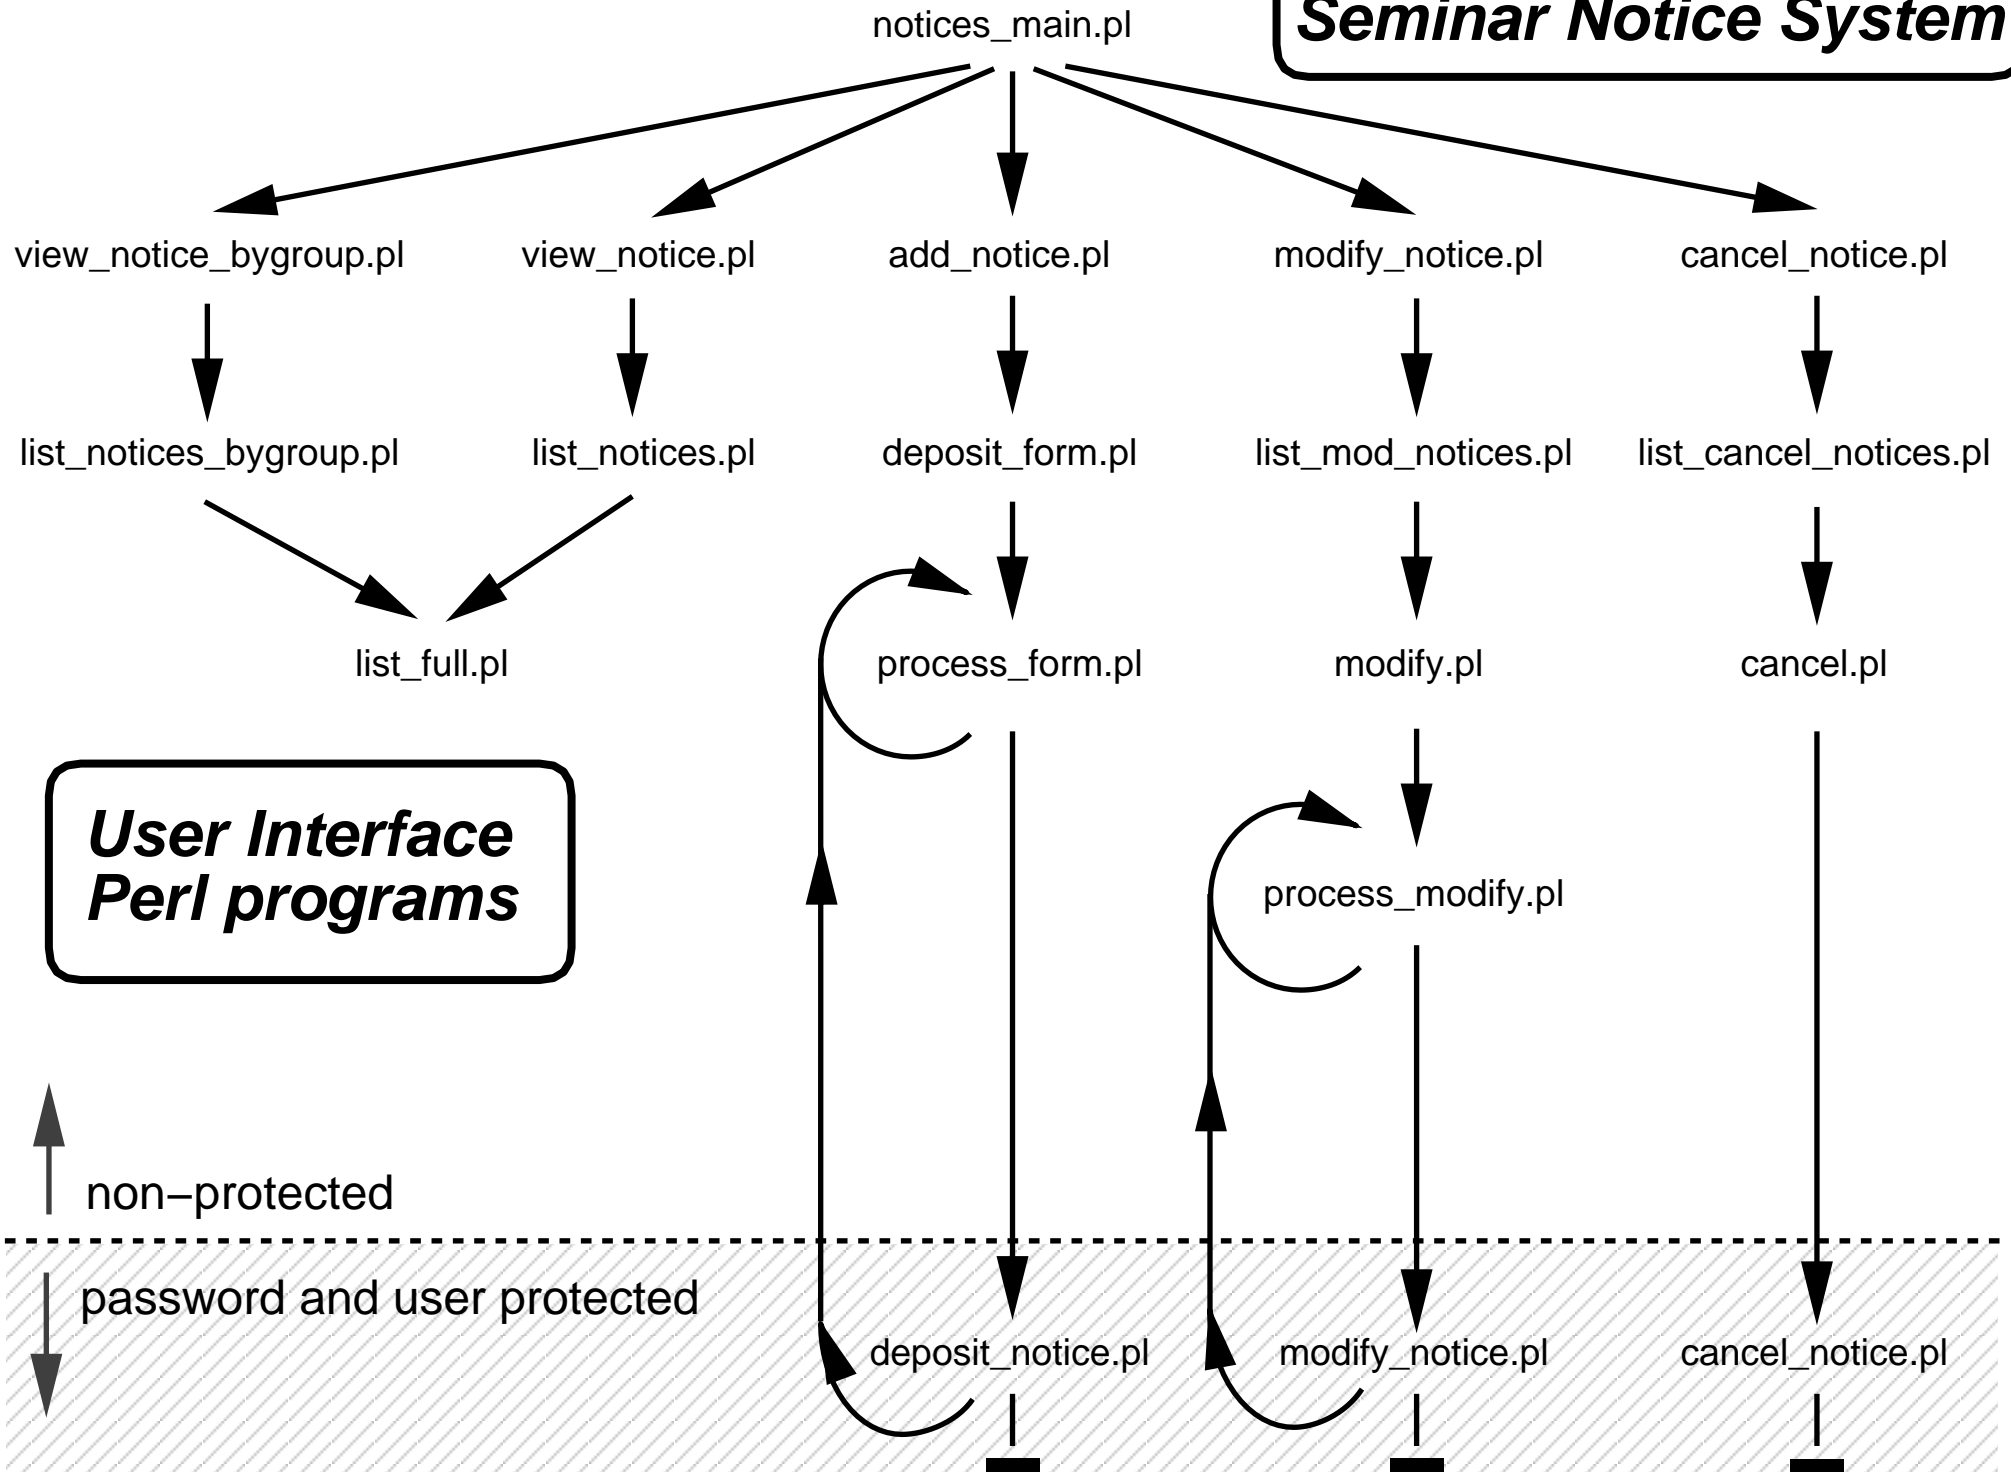 notices_main.pl
Seminar Notice System
view_notice_bygroup.pl
view_notice.pl
add_notice.pl
modify_notice.pl
cancel_notice.pl
list_notices_bygroup.pl
list_notices.pl
deposit_form.pl
list_mod_notices.pl
list_cancel_notices.pl
list_full.pl
process_form.pl
modify.pl
cancel.pl
User Interface
Perl programs
process_modify.pl
non–protected
password and user protected
deposit_notice.pl
modify_notice.pl
cancel_notice.pl